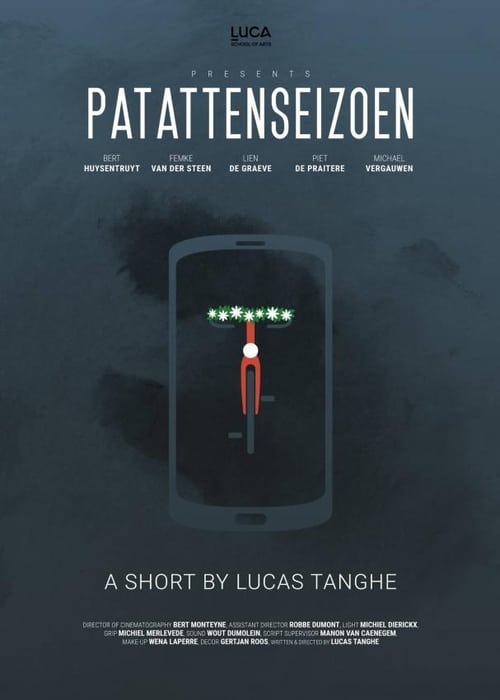 LUCA
SCHOOL OF ARTS
PRESENTS
PATATTENSEIZOEN
BERT FEMKE LIEN PIET MICHAEL
HUYSENTRUYT VAN DER STEEN DE GRAEVE DE PRAITERE VERGAUWEN
A SHORT BY LUCAS TANGHE
DIRECTOR OF CINEMATOGRAPHY BERT MONTEYNE, ASSISTANT DIRECTOR ROBBE DUMONT, LIGHT MICHIEL DIERICKX,
GRIP MICHIEL MERLEVEDE, SOUND WOUT DUMOLEIN, SCRIPT SUPERVISOR MANON VAN CAENEGEM,
MAKE-UP WENA LAPERRE, DECOR GERTJAN ROOS, WRITTEN & DIRECTED BY LUCAS TANGHE